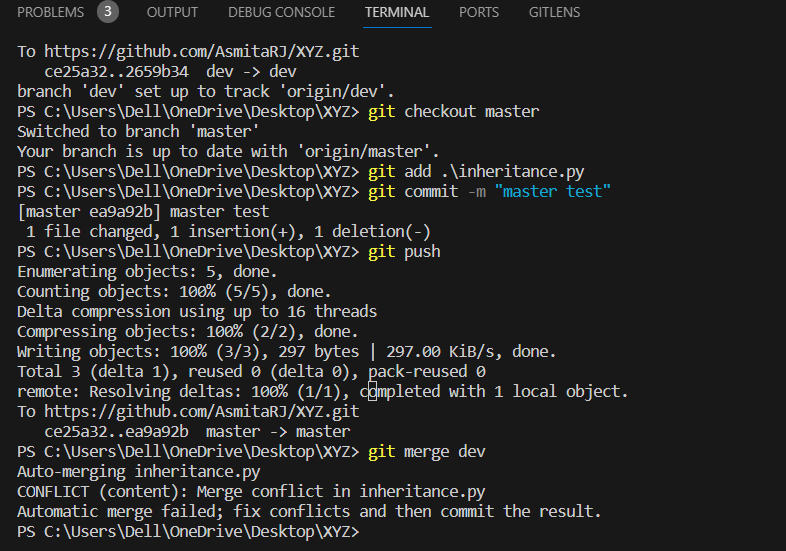 PROBLEMS 3 OUTPUT DEBUG CONSOLE TERMINAL PORTS GITLENS
To https://github.com/AsmitaRJ/XYZ.git
   ce25a32..2659b34  dev -> dev
branch 'dev' set up to track 'origin/dev'.
PS C:\Users\Dell\OneDrive\Desktop\XYZ> git checkout master
Switched to branch 'master'
Your branch is up to date with 'origin/master'.
PS C:\Users\Dell\OneDrive\Desktop\XYZ> git add .\inheritance.py
PS C:\Users\Dell\OneDrive\Desktop\XYZ> git commit -m "master test"
[master ea9a92b] master test
 1 file changed, 1 insertion(+), 1 deletion(-)
PS C:\Users\Dell\OneDrive\Desktop\XYZ> git push
Enumerating objects: 5, done.
Counting objects: 100% (5/5), done.
Delta compression using up to 16 threads
Compressing objects: 100% (2/2), done.
Writing objects: 100% (3/3), 297 bytes | 297.00 KiB/s, done.
Total 3 (delta 1), reused 0 (delta 0), pack-reused 0
remote: Resolving deltas: 100% (1/1), completed with 1 local object.
To https://github.com/AsmitaRJ/XYZ.git
   ce25a32..ea9a92b  master -> master
PS C:\Users\Dell\OneDrive\Desktop\XYZ> git merge dev
Auto-merging inheritance.py
CONFLICT (content): Merge conflict in inheritance.py
Automatic merge failed; fix conflicts and then commit the result.
PS C:\Users\Dell\OneDrive\Desktop\XYZ>